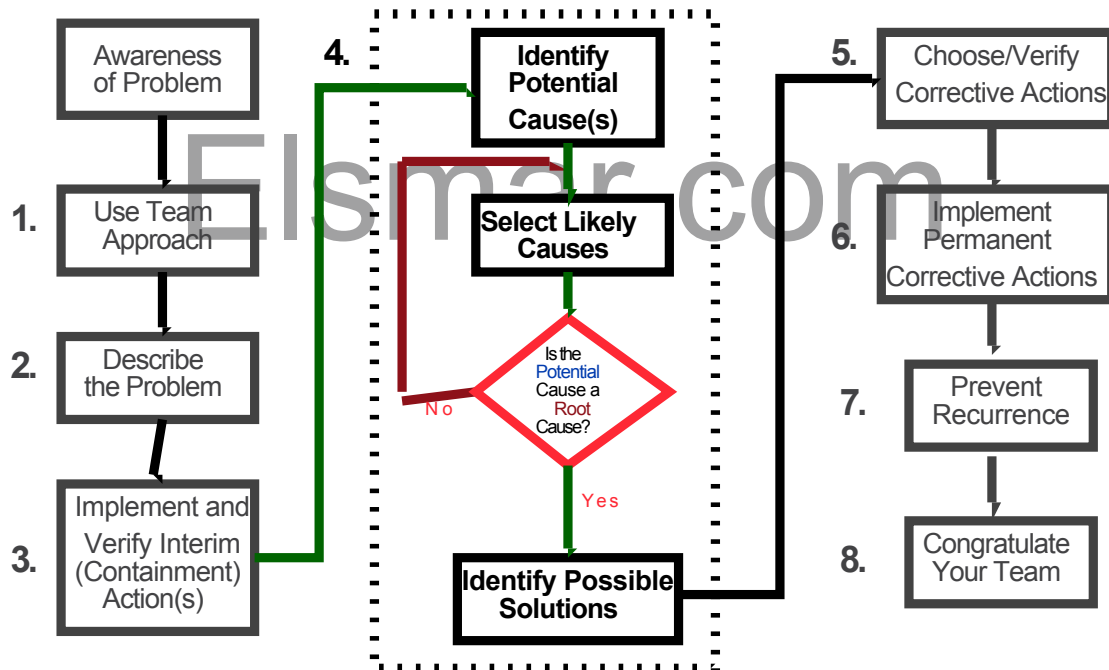 Awareness
of Problem
1.
Use Team
Approach
2.
Describe
the Problem
3.
Implement and
Verify Interim
(Containment)
Action(s)
4.
Identify
Potential
Cause(s)
Select Likely
Causes
Is the
Potential
Cause a
Root
Cause?
No
Yes
Identify Possible
Solutions
5.
Choose/Verify
Corrective Actions
6.
Implement
Permanent
Corrective Actions
7.
Prevent
Recurrence
8.
Congratulate
Your Team
Elsmar.com